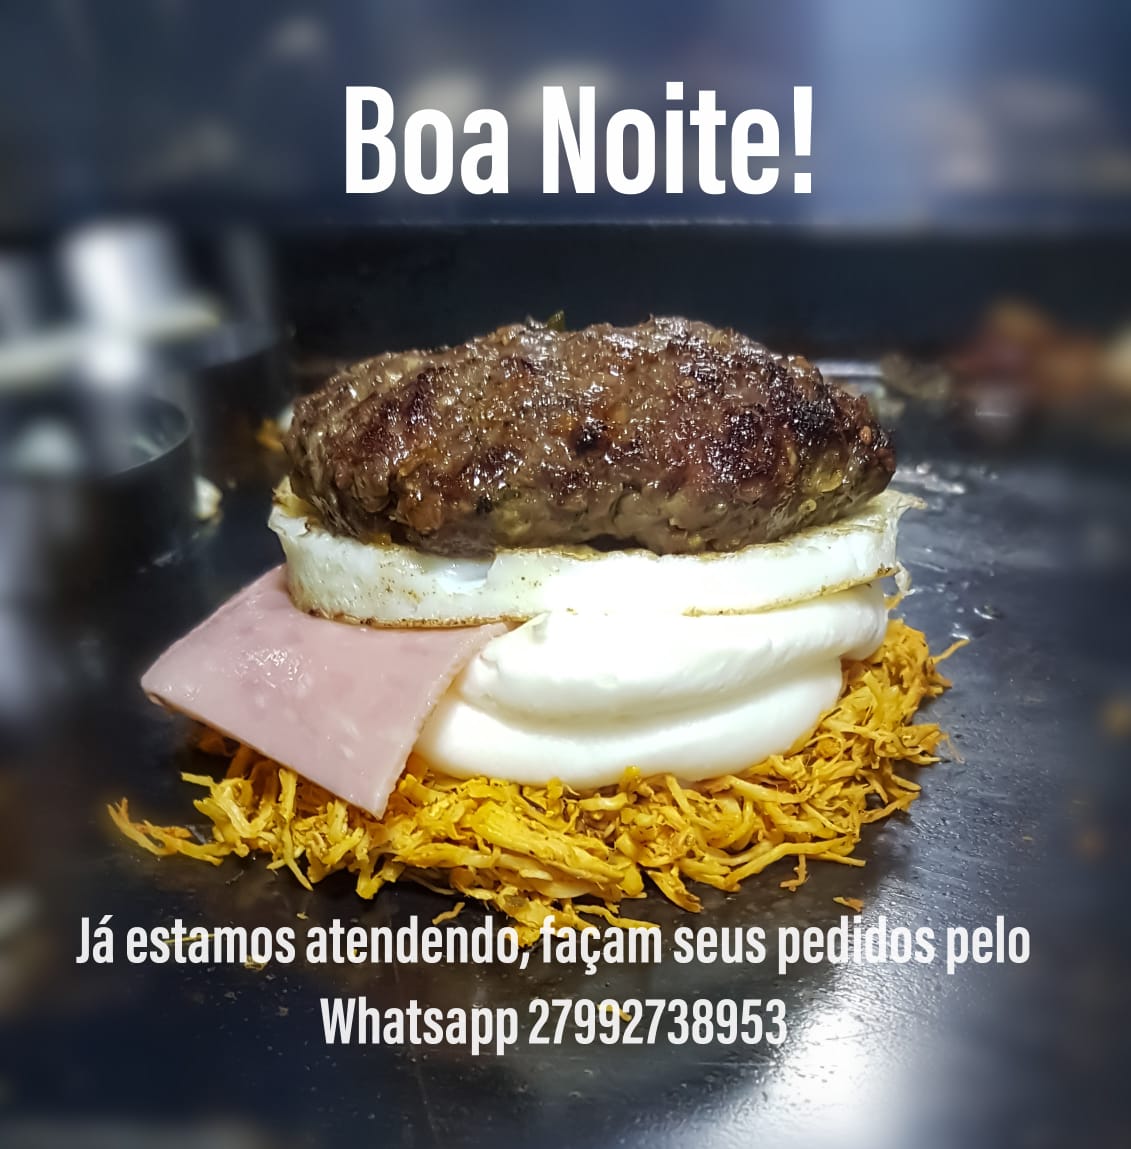 Boa Noite!
Já estamos atendendo, façam seus pedidos pelo
Whatsapp 27992738953